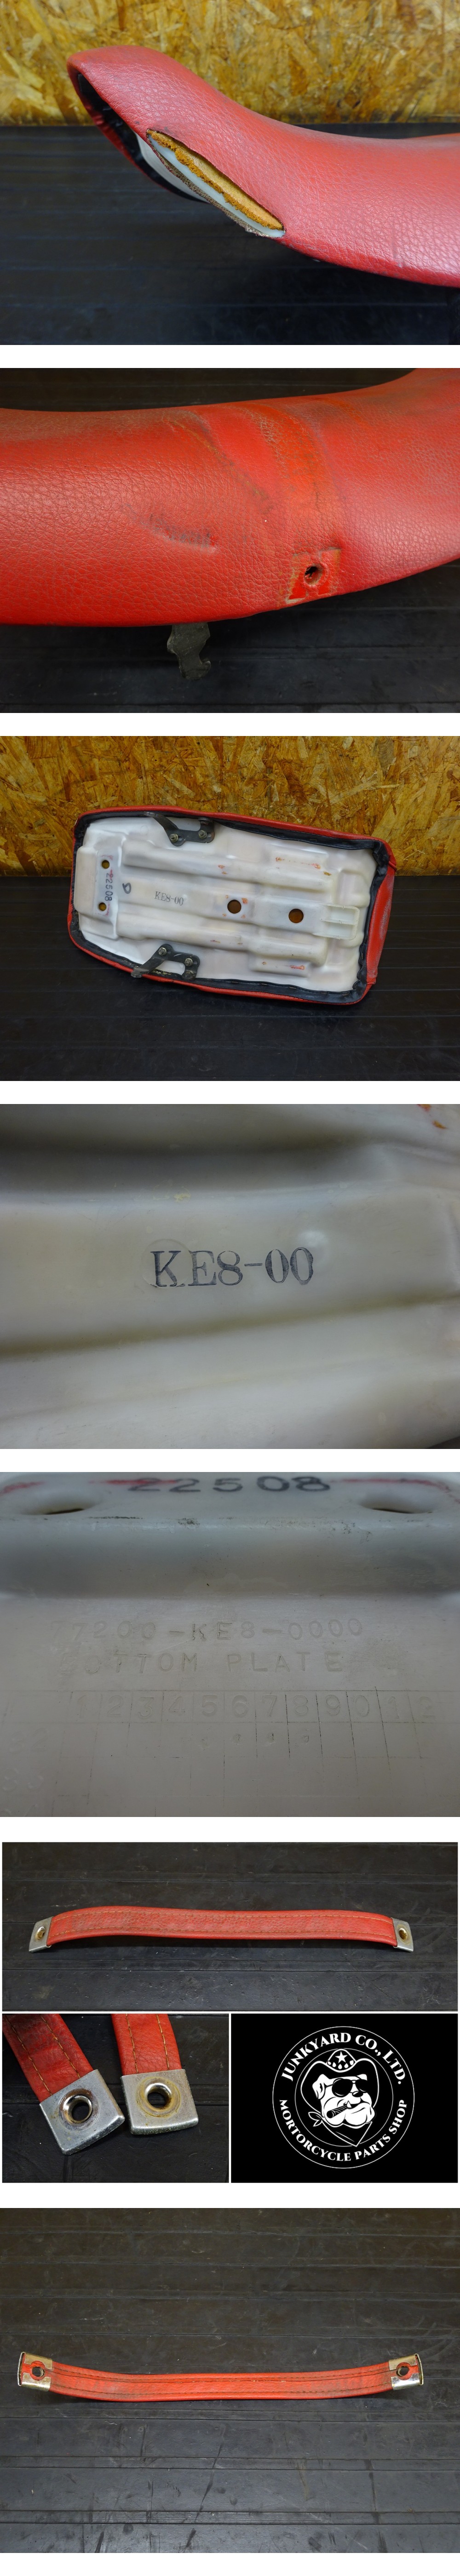 22508
KE8-00
KE8-00
22508
77200-KE8-0000
BOTTOM PLATE
1 2 3 4 5 6 7 8 9 0 1 2
JUNKYARD CO., LTD.
MORTORCYCLE PARTS SHOP